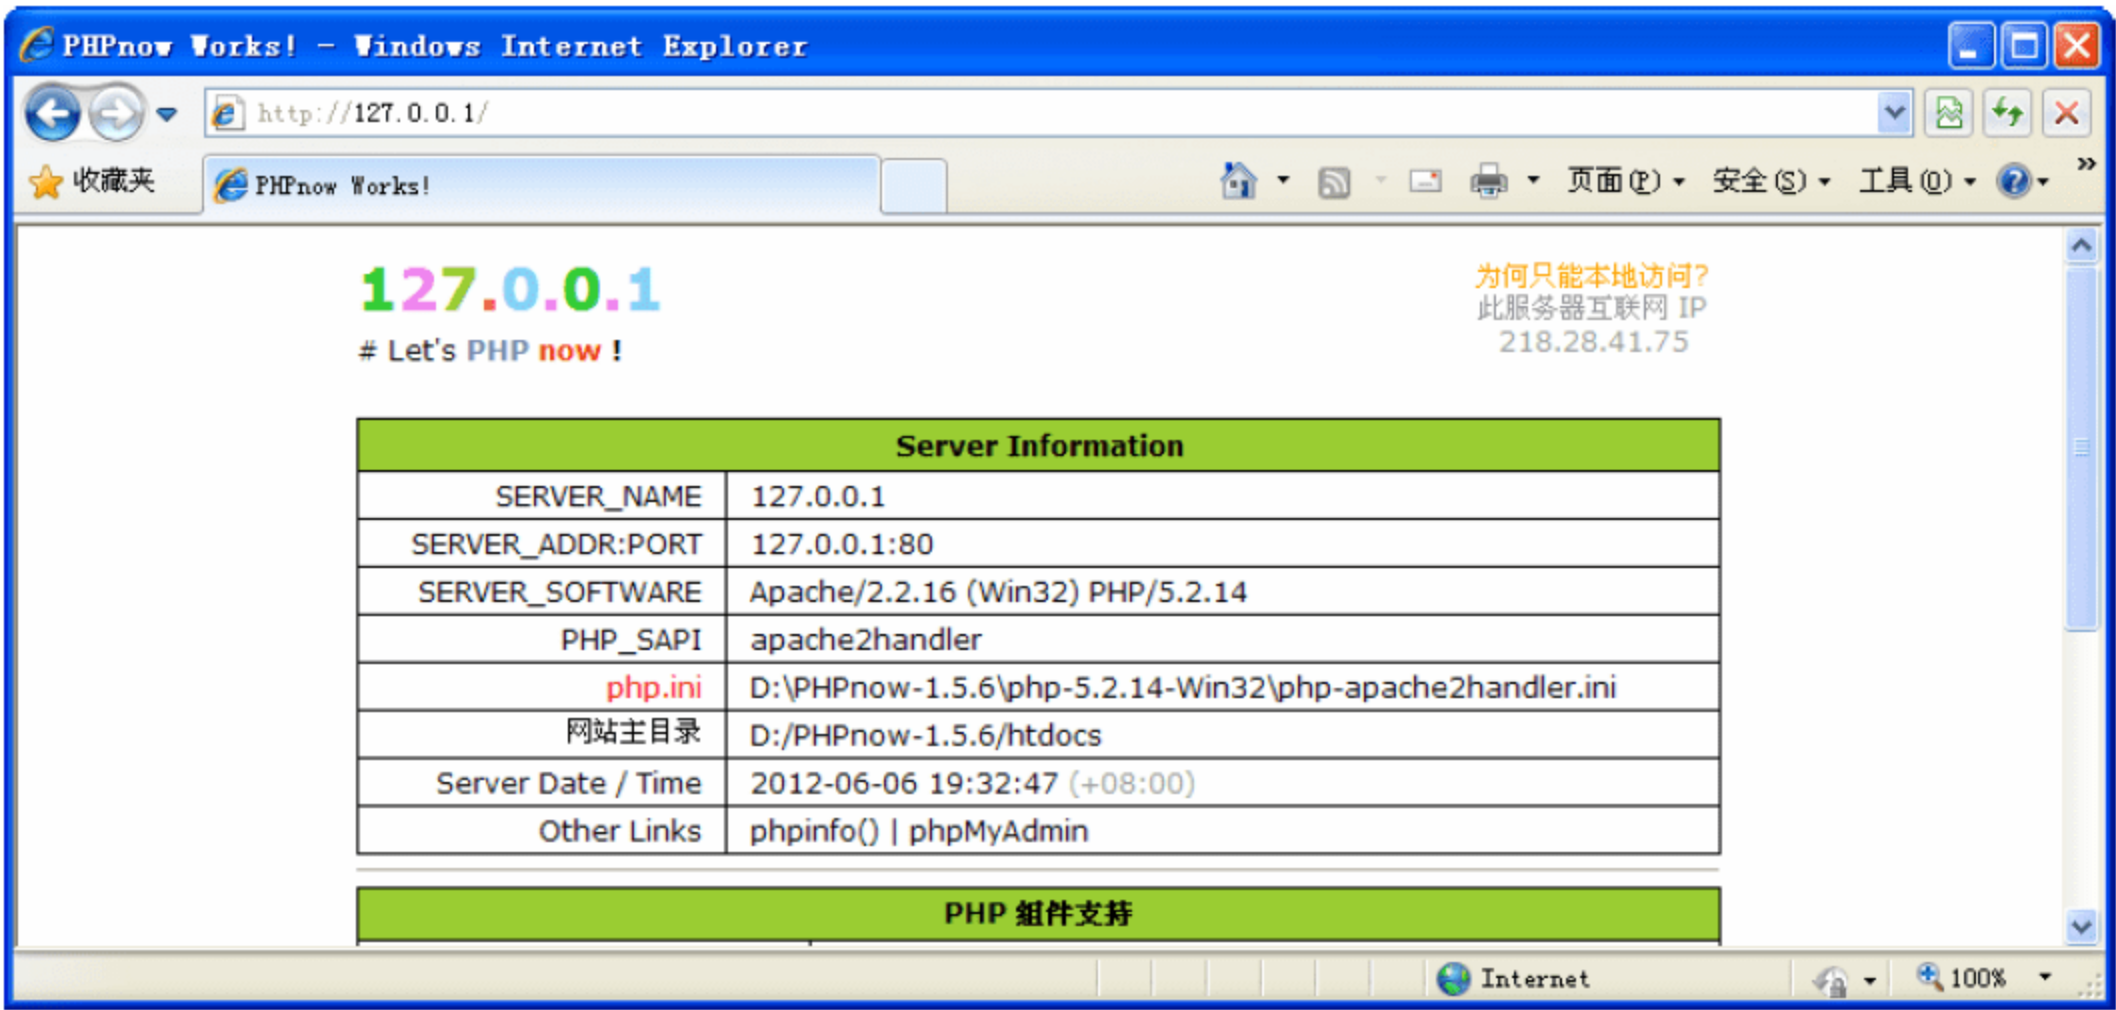 PHPnow Works! - Windows Internet Explorer
http://127.0.0.1/
收藏夹 PHPnow Works! 页面(P) 安全(S) 工具(O) »
127.0.0.1
# Let's PHP now !
为何只能本地访问?
此服务器互联网 IP
218.28.41.75
Server Information
SERVER_NAME 127.0.0.1
SERVER_ADDR:PORT 127.0.0.1:80
SERVER_SOFTWARE Apache/2.2.16 (Win32) PHP/5.2.14
PHP_SAPI apache2handler
php.ini D:\PHPnow-1.5.6\php-5.2.14-Win32\php-apache2handler.ini
网站主目录 D:/PHPnow-1.5.6/htdocs
Server Date / Time 2012-06-06 19:32:47 (+08:00)
Other Links phpinfo() | phpMyAdmin
PHP 组件支持
Internet 100%